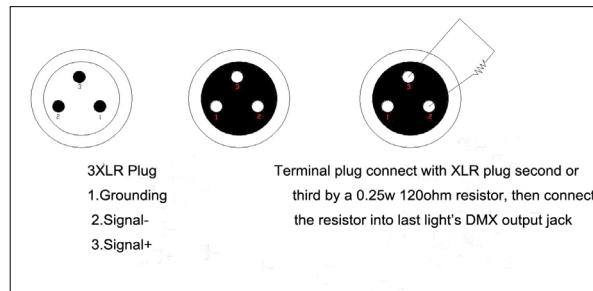 3
2
1
3
1
2
3
1
2
3XLR Plug
1.Grounding
2.Signal-
3.Signal+
Terminal plug connect with XLR plug second or
third by a 0.25w 120ohm resistor, then connect
the resistor into last light's DMX output jack